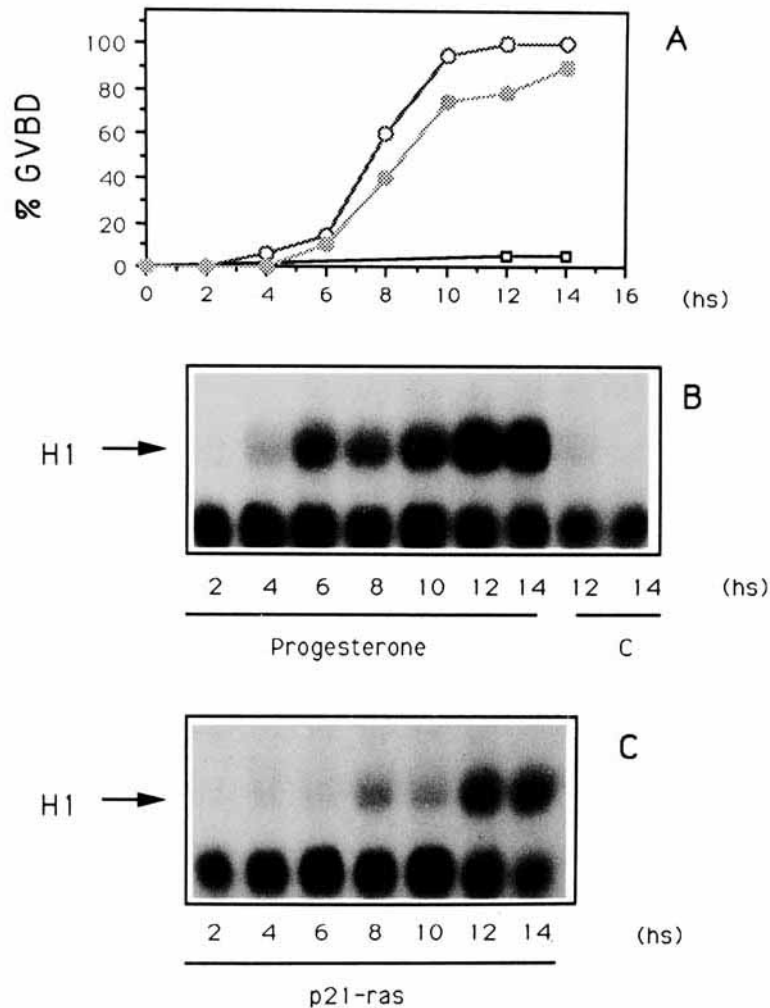 A
% GVBD
100
80
60
40
20
0
0 2 4 6 8 10 12 14 16 (hs)
B
H1
2 4 6 8 10 12 14 12 14 (hs)
Progesterone C
C
H1
2 4 6 8 10 12 14 (hs)
p21-ras